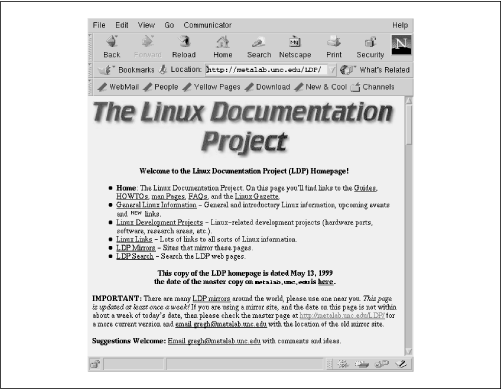 File Edit View Go Communicator Help
Back Forward Reload Home Search Netscape Print Security
N
Bookmarks Location: http://metalab.unc.edu/LDP/ What's Related
WebMail People Yellow Pages Download New & Cool Channels
The Linux Documentation
Project
Welcome to the Linux Documentation Project (LDP) Homepage!
Home: The Linux Documentation Project. On this page you'll find links to the Guides,
HOWTOs, man Pages, FAQs, and the Linux Gazette.
General Linux Information – General and introductory Linux information, upcoming events
and NEW links.
Linux Development Projects – Linux-related development projects (hardware ports,
software, research areas, etc.).
Linux Links – Lots of links to all sorts of Linux information.
LDP Mirrors – Sites that mirror these pages.
LDP Search – Search the LDP web pages.
This copy of the LDP homepage is dated May 13, 1999
the date of the master copy on metalab.unc.edu is here.
IMPORTANT: There are many LDP mirrors around the world, please use one near you. This page
is updated at least once a week! If you are using a mirror site, and the date on this page is not within
about a week of today's date, then please check the master page at http://metalab.unc.edu/LDP/ for
a more current version and email gregh@metalab.unc.edu with the location of the old mirror site.
Suggestions Welcome: Email gregh@metalab.unc.edu with comments and ideas.